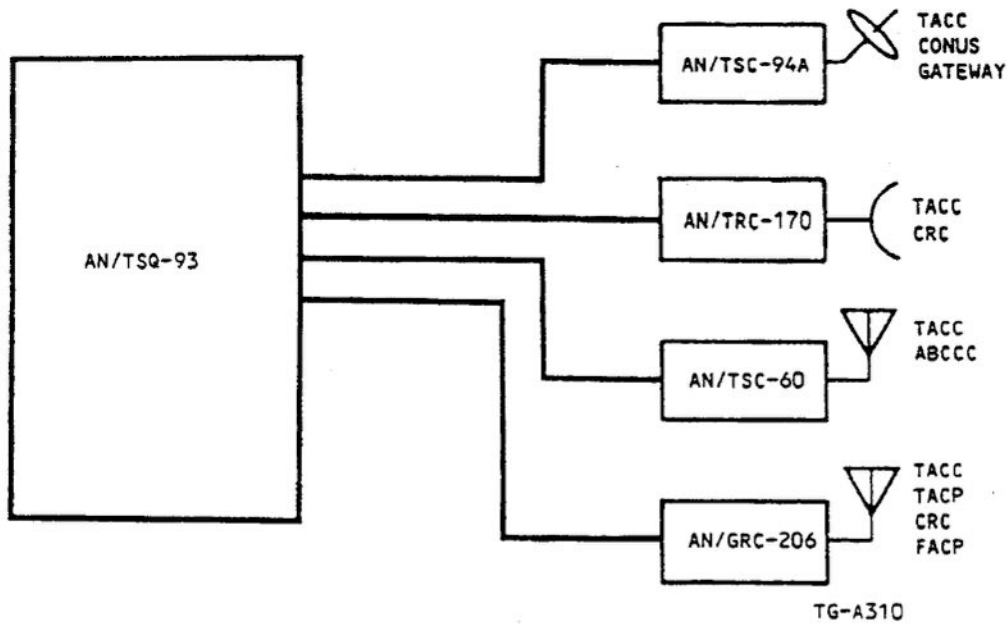 AN/TSQ-93
AN/TSC-94A
TACC
CONUS
GATEWAY
AN/TRC-170
TACC
CRC
AN/TSC-60
TACC
ABCCC
AN/GRC-206
TACC
TACP
CRC
FACP
TG-A310